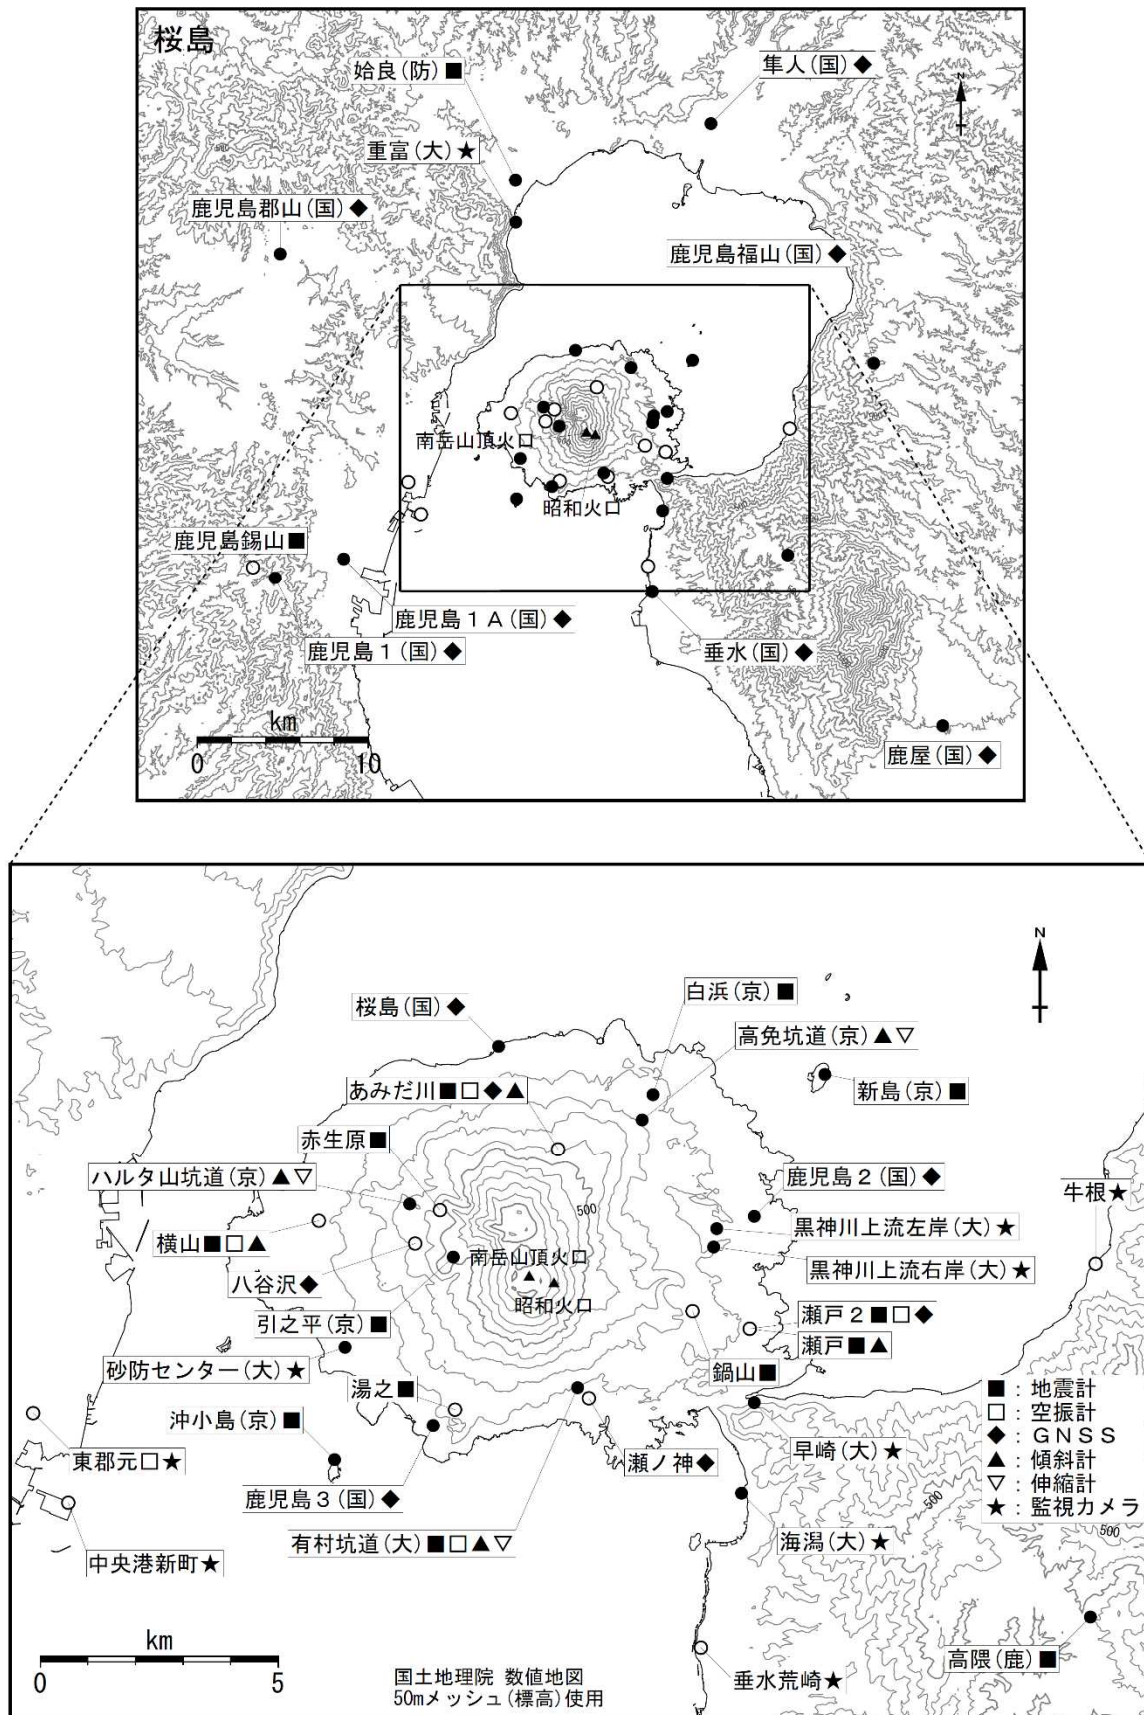 桜島
姶良(防)■
隼人(国)◆
N
重富(大)★
鹿児島郡山(国)◆
鹿児島福山(国)◆
南岳山頂火口
昭和火口
鹿児島錫山■
鹿児島1A(国)◆
鹿児島1(国)◆
垂水(国)◆
km
0 10
鹿屋(国)◆
N
白浜(京)■
桜島(国)◆
高免坑道(京)▲▽
新島(京)■
あみだ川■□◆▲
赤生原■
ハルタ山坑道(京)▲▽
鹿児島2(国)◆
牛根★
500
黒神川上流左岸(大)★
横山■□▲
南岳山頂火口
黒神川上流右岸(大)★
八谷沢◆
昭和火口
引之平(京)■
瀬戸2■□◆
瀬戸■▲
砂防センター(大)★
鍋山■
湯之■
沖小島(京)■
東郡元□★
瀬ノ神◆
早崎(大)★
鹿児島3(国)◆
有村坑道(大)■□▲▽
海潟(大)★
中央港新町★
■:地震計
□:空振計
◆:GNSS
▲:傾斜計
▽:伸縮計
★:監視カメラ
500
500
高隈(鹿)■
垂水荒崎★
km
0 5
国土地理院 数値地図
50mメッシュ(標高)使用